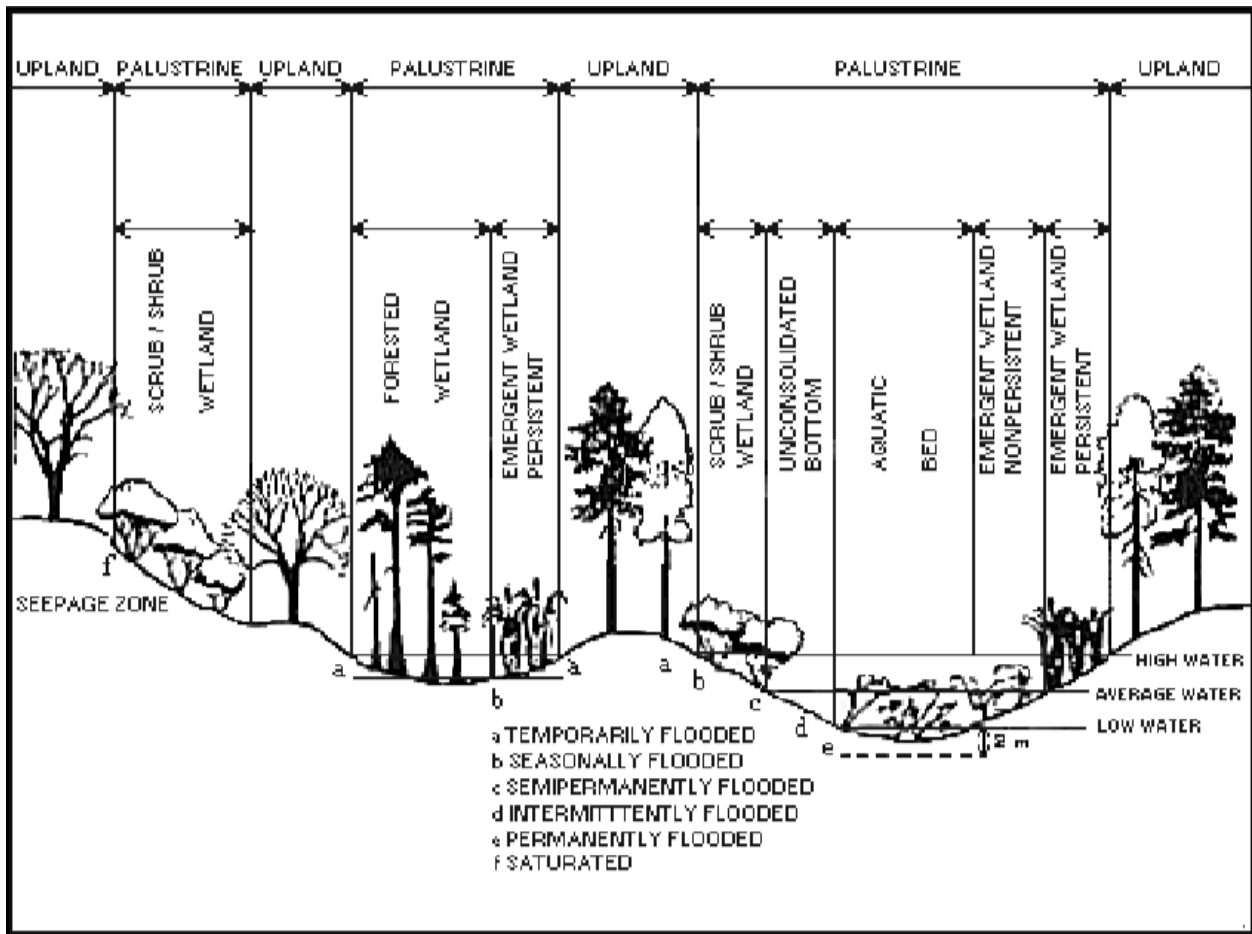 UPLAND PALUSTRINE UPLAND PALUSTRINE UPLAND PALUSTRINE UPLAND
SCRUB / SHRUB
WETLAND
FORESTED
WETLAND
EMERGENT WETLAND
PERSISTENT
SCRUB / SHRUB
WETLAND
UNCONSOLIDATED
BOTTOM
AQUATIC
BED
EMERGENT WETLAND
NONPERSISTENT
EMERGENT WETLAND
PERSISTENT
f
SEEPAGE ZONE
a
b
a
a
b
c
d
e
HIGH WATER
AVERAGE WATER
LOW WATER
2 m
a TEMPORARILY FLOODED
b SEASONALLY FLOODED
c SEMIPERMANENTLY FLOODED
d INTERMITTTENTLY FLOODED
e PERMANENTLY FLOODED
f SATURATED